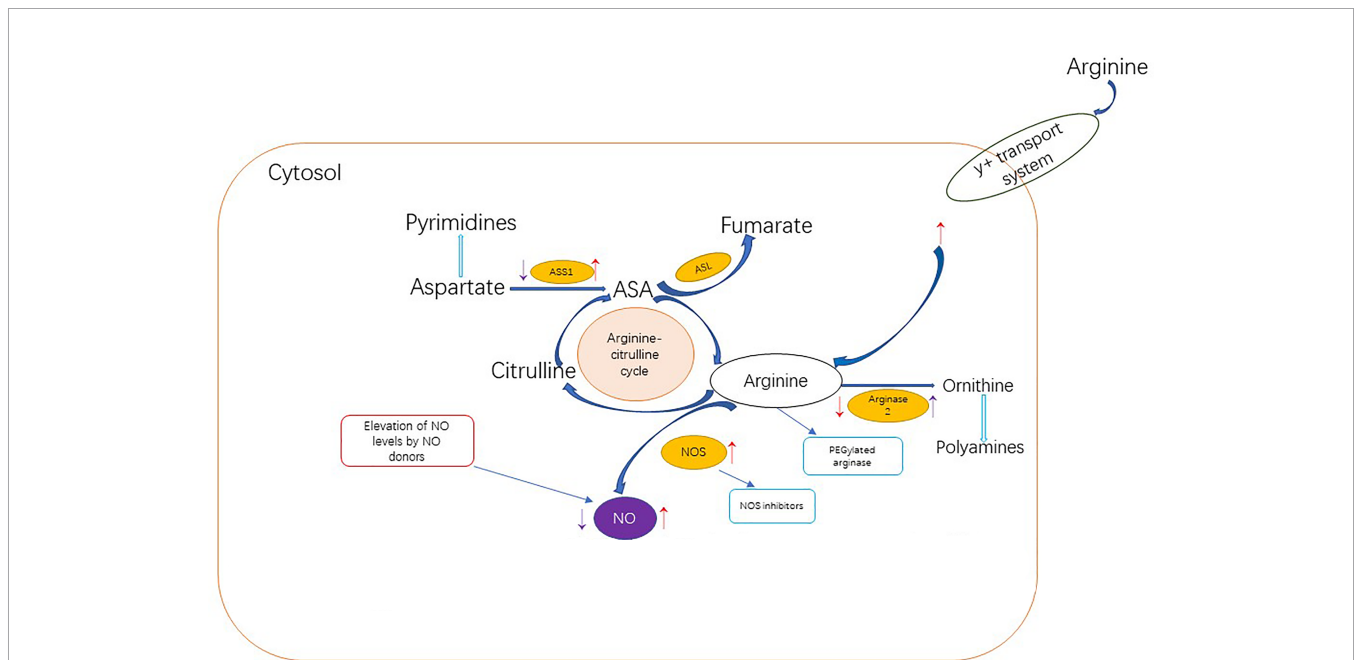 Arginine
y+ transport
system
Cytosol
Pyrimidines
Fumarate
ASL
ASS1
Aspartate
ASA
Arginine-
citrulline
cycle
Citrulline
Arginine
Ornithine
Arginase
2
Polyamines
Elevation of NO
levels by NO
donors
NOS
PEGylated
arginase
NOS inhibitors
NO